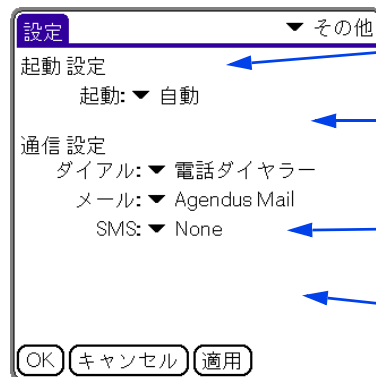 設定 ▼ その他
起動 設定
起動: ▼ 自動
通信 設定
ダイアル: ▼ 電話ダイヤラー
メール: ▼ Agendus Mail
SMS: ▼ None
OK キャンセル 適用